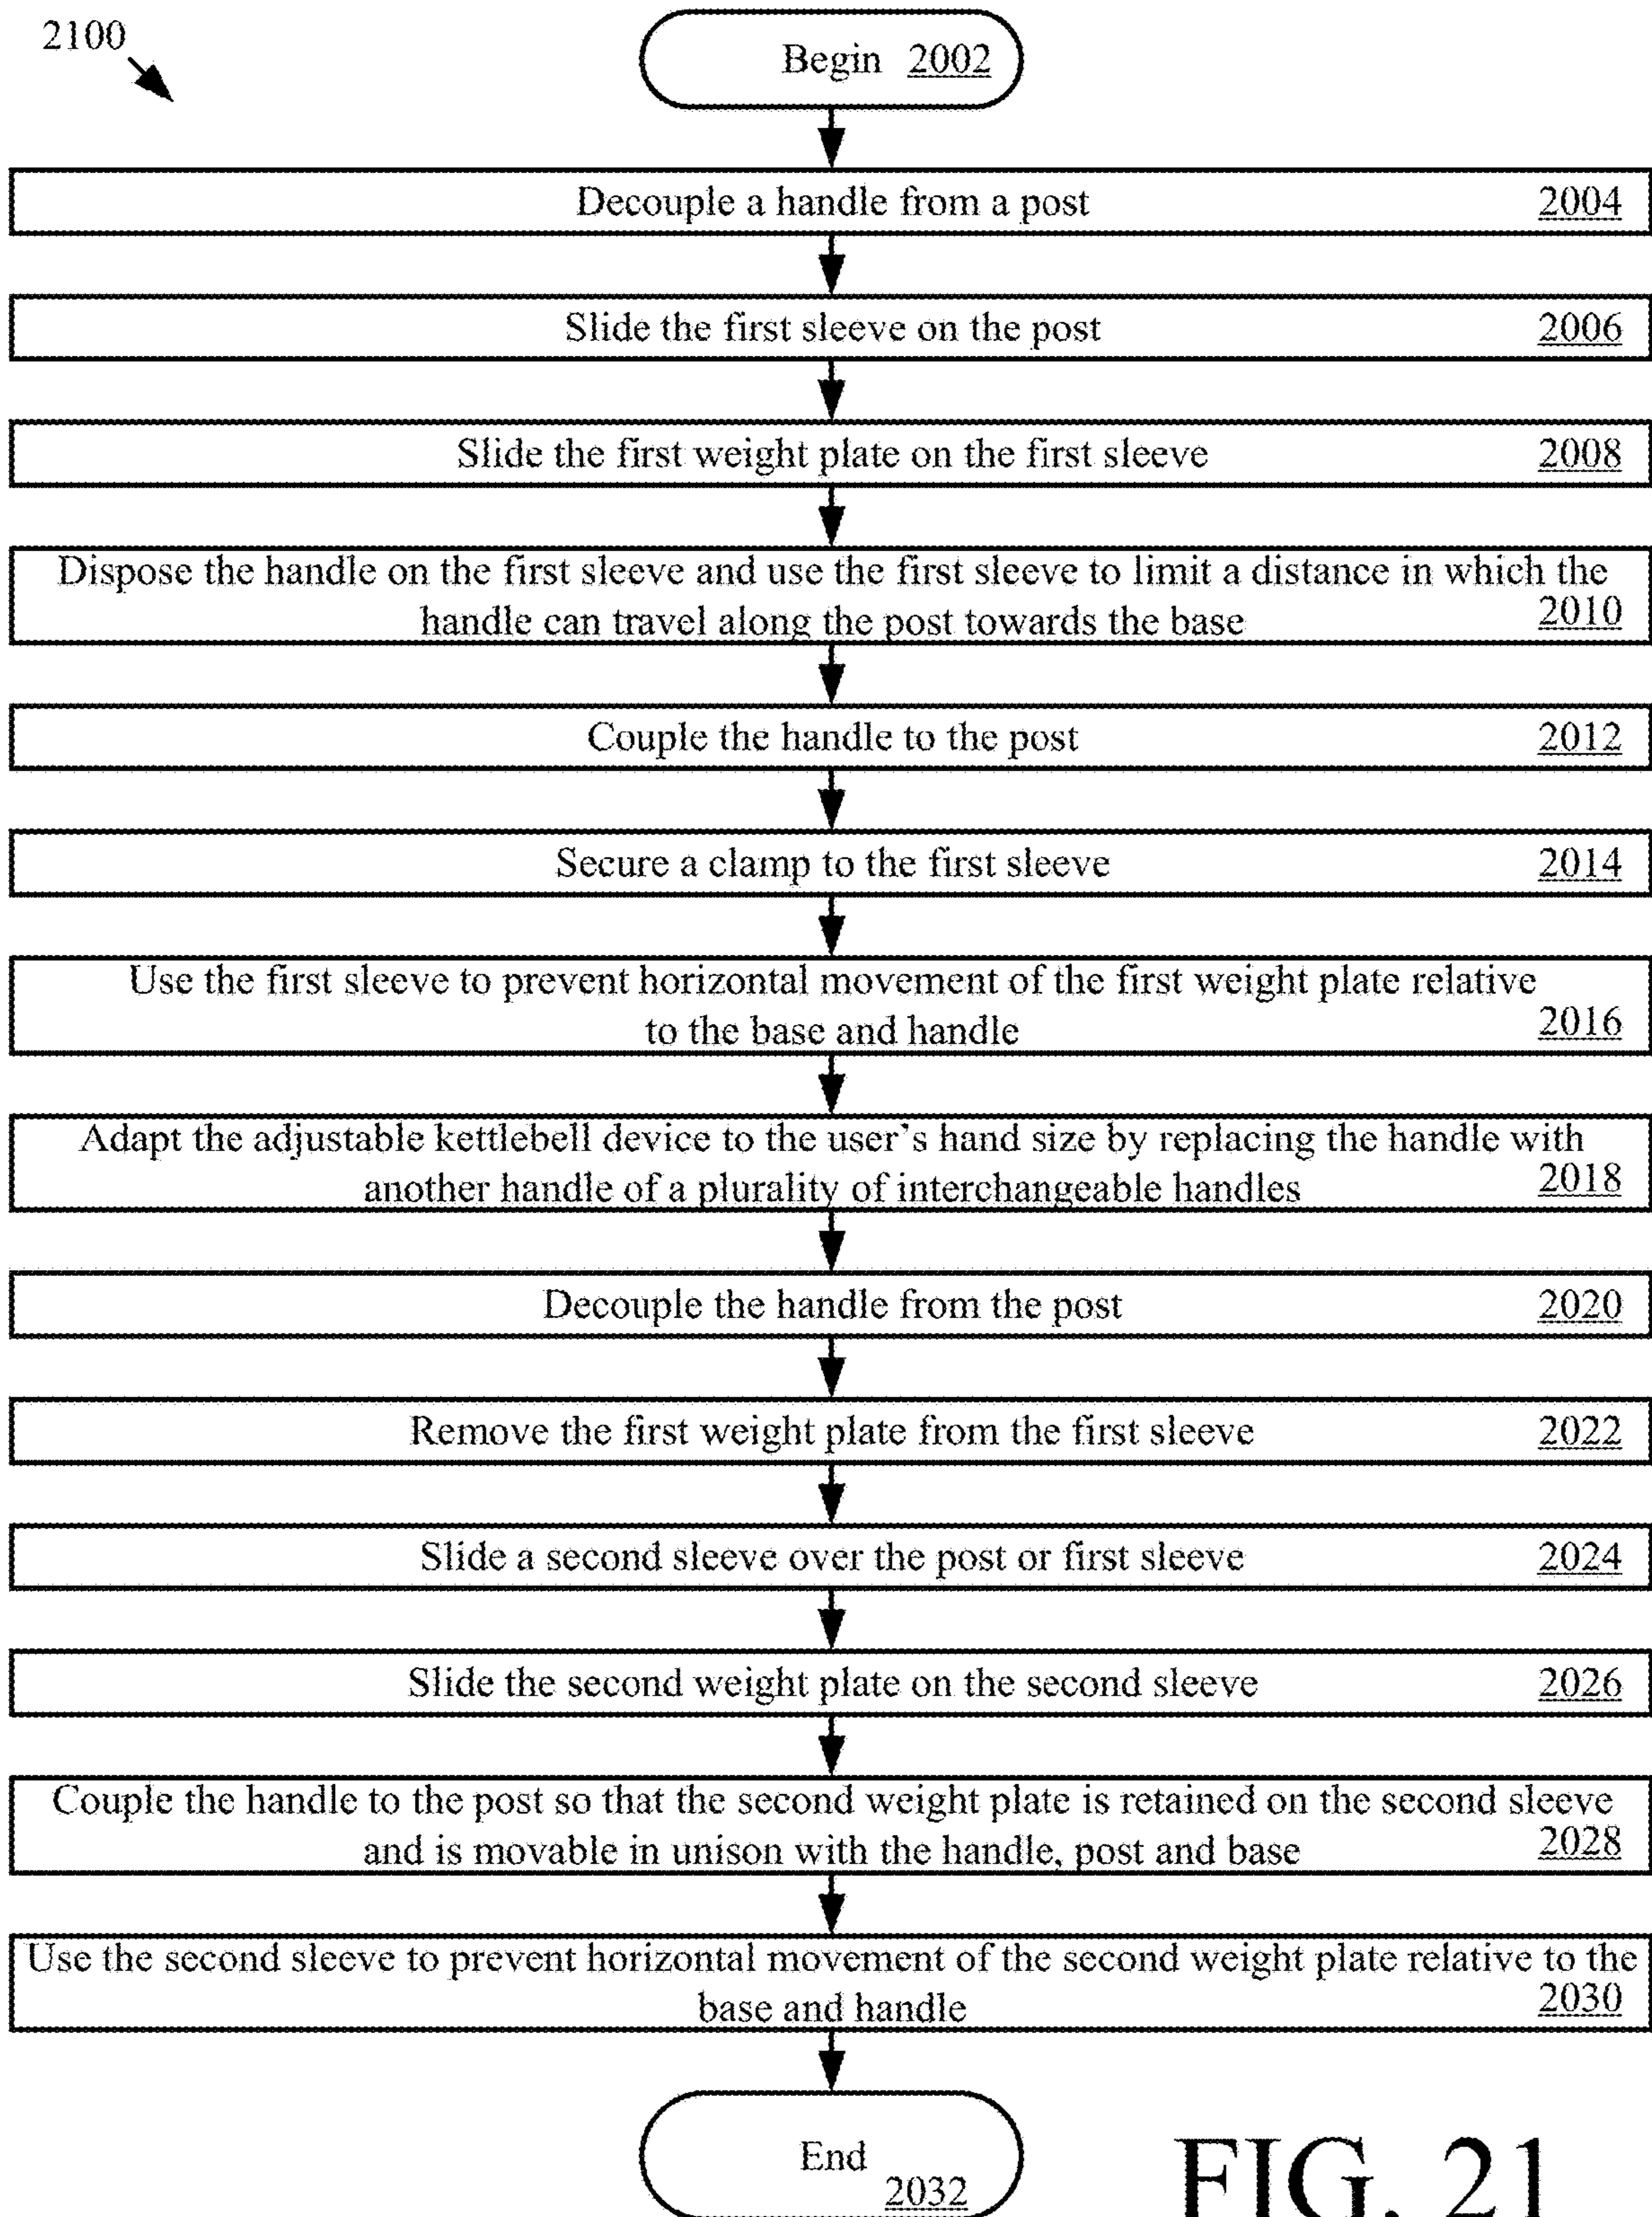 2100
Begin 2002
Decouple a handle from a post 2004
Slide the first sleeve on the post 2006
Slide the first weight plate on the first sleeve 2008
Dispose the handle on the first sleeve and use the first sleeve to limit a distance in which the
handle can travel along the post towards the base 2010
Couple the handle to the post 2012
Secure a clamp to the first sleeve 2014
Use the first sleeve to prevent horizontal movement of the first weight plate relative
to the base and handle 2016
Adapt the adjustable kettlebell device to the user's hand size by replacing the handle with
another handle of a plurality of interchangeable handles 2018
Decouple the handle from the post 2020
Remove the first weight plate from the first sleeve 2022
Slide a second sleeve over the post or first sleeve 2024
Slide the second weight plate on the second sleeve 2026
Couple the handle to the post so that the second weight plate is retained on the second sleeve
and is movable in unison with the handle, post and base 2028
Use the second sleeve to prevent horizontal movement of the second weight plate relative to the
base and handle 2030
End
2032
FIG. 21